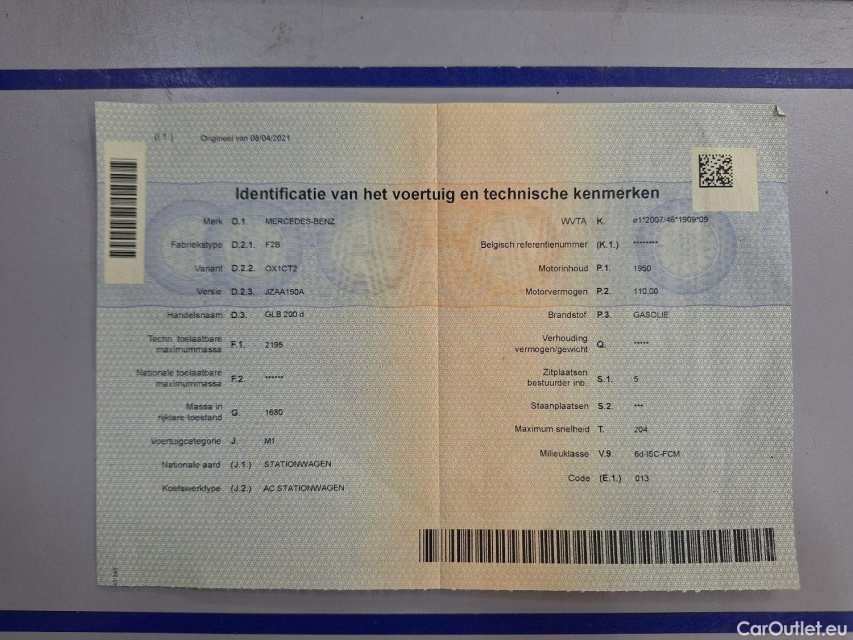 (I.1) Origineel van 08/04/2021
Identificatie van het voertuig en technische kenmerken
Merk D.1. MERCEDES-BENZ
Fabriekstype D.2.1. F2B
Variant D.2.2. OX1CT2
Versie D.2.3. JZAA150A
Handelsnaam D.3. GLB 200 d
Techn. toelaatbare
maximummassa F.1. 2195
Nationale toelaatbare
maximummassa F.2. ******
Massa in
rijklare toestand G. 1680
Voertuigcategorie J. M1
Nationale aard (J.1.) STATIONWAGEN
Koetswerktype (J.2.) AC STATIONWAGEN
WVTA K. e1*2007/46*1909*09
Belgisch referentienummer (K.1.) ********
Motorinhoud P.1. 1950
Motorvermogen P.2. 110,00
Brandstof P.3. GASOLIE
Verhouding
vermogen/gewicht Q. *****
Zitplaatsen
bestuurder inb. S.1. 5
Staanplaatsen S.2. ***
Maximum snelheid T. 204
Milieuklasse V.9. 6d-ISC-FCM
Code (E.1.) 013
CarOutlet.eu